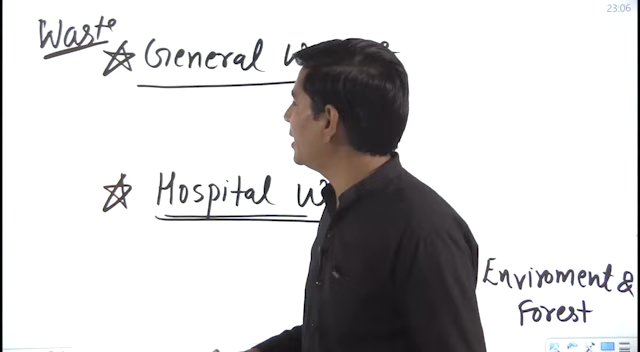 23:06
Waste
☆ General W
☆ Hospital W
Enviroment &
Forest